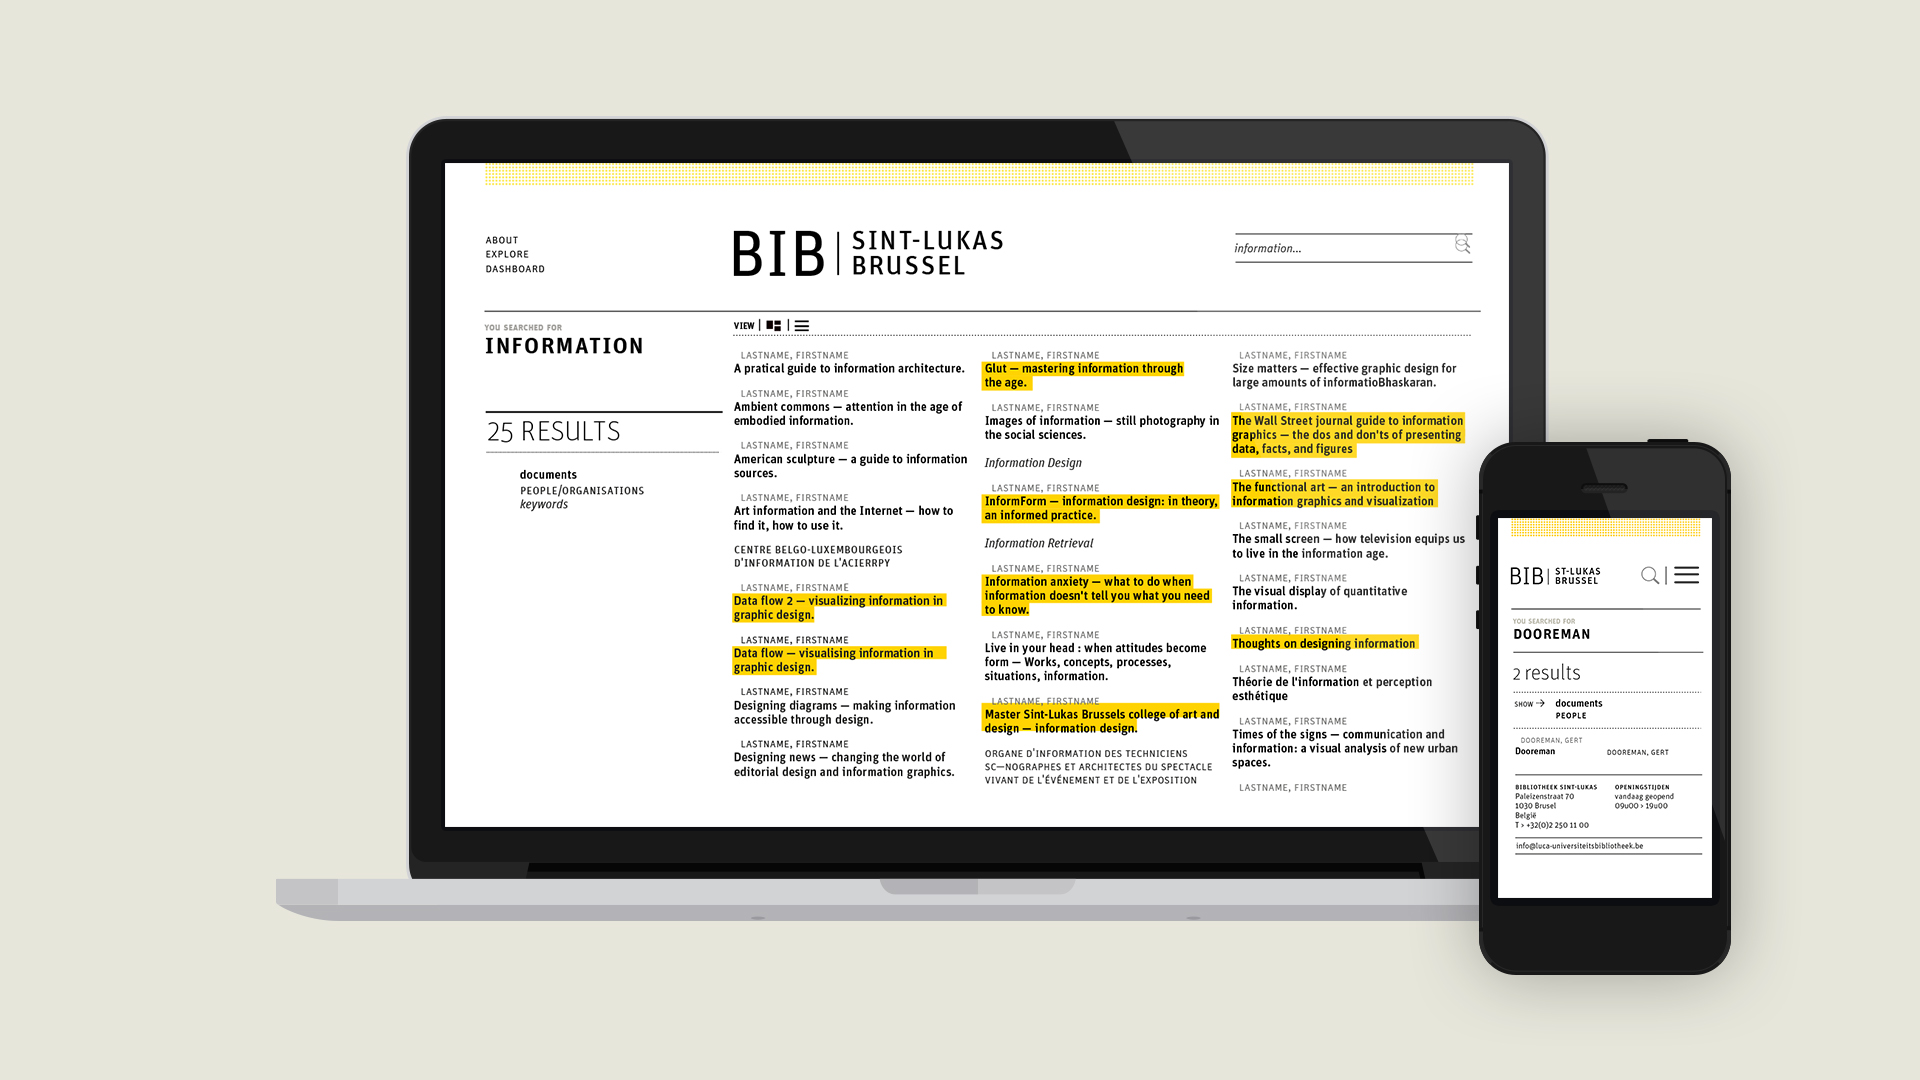 ABOUT
EXPLORE
DASHBOARD
BIB
SINT-LUKAS
BRUSSEL
information...
YOU SEARCHED FOR
INFORMATION
25 RESULTS
documents
PEOPLE/ORGANISATIONS
keywords
VIEW
LASTNAME, FIRSTNAME
A pratical guide to information architecture.
LASTNAME, FIRSTNAME
Ambient commons — attention in the age of
embodied information.
LASTNAME, FIRSTNAME
American sculpture — a guide to information
sources.
LASTNAME, FIRSTNAME
Art information and the Internet — how to
find it, how to use it.
CENTRE BELGO-LUXEMBOURGEOIS
D'INFORMATION DE L'ACIERRPY
LASTNAME, FIRSTNAME
Data flow 2 — visualizing information in
graphic design.
LASTNAME, FIRSTNAME
Data flow — visualising information in
graphic design.
LASTNAME, FIRSTNAME
Designing diagrams — making information
accessible through design.
LASTNAME, FIRSTNAME
Designing news — changing the world of
editorial design and information graphics.
LASTNAME, FIRSTNAME
Glut — mastering information through
the age.
LASTNAME, FIRSTNAME
Images of information — still photography in
the social sciences.
Information Design
LASTNAME, FIRSTNAME
InformForm — information design: in theory,
an informed practice.
Information Retrieval
LASTNAME, FIRSTNAME
Information anxiety — what to do when
information doesn't tell you what you need
to know.
LASTNAME, FIRSTNAME
Live in your head : when attitudes become
form — Works, concepts, processes,
situations, information.
LASTNAME, FIRSTNAME
Master Sint-Lukas Brussels college of art and
design — information design.
ORGANE D'INFORMATION DES TECHNICIENS
SC—NOGRAPHES ET ARCHITECTES DU SPECTACLE
VIVANT DE L'ÉVÉNEMENT ET DE L'EXPOSITION
LASTNAME, FIRSTNAME
Size matters — effective graphic design for
large amounts of informatioBhaskaran.
LASTNAME, FIRSTNAME
The Wall Street journal guide to information
graphics — the dos and don'ts of presenting
data, facts, and figures
LASTNAME, FIRSTNAME
The functional art — an introduction to
information graphics and visualization
LASTNAME, FIRSTNAME
The small screen — how television equips us
to live in the information age.
LASTNAME, FIRSTNAME
The visual display of quantitative
information.
LASTNAME, FIRSTNAME
Thoughts on designing information
LASTNAME, FIRSTNAME
Théorie de l'information et perception
esthétique
LASTNAME, FIRSTNAME
Times of the signs — communication and
information: a visual analysis of new urban
spaces.
LASTNAME, FIRSTNAME
BIB
ST-LUKAS
BRUSSEL
YOU SEARCHED FOR
DOOREMAN
2 results
SHOW → documents
PEOPLE
DOOREMAN, GERT
Dooreman
DOOREMAN, GERT
BIBLIOTHEEK SINT-LUKAS
Paleizenstraat 70
1030 Brusel
België
T > +32(0)2 250 11 00
OPENINGSTIJDEN
vandaag geopend
09u00 > 19u00
info@luca-universiteitsbibliotheek.be